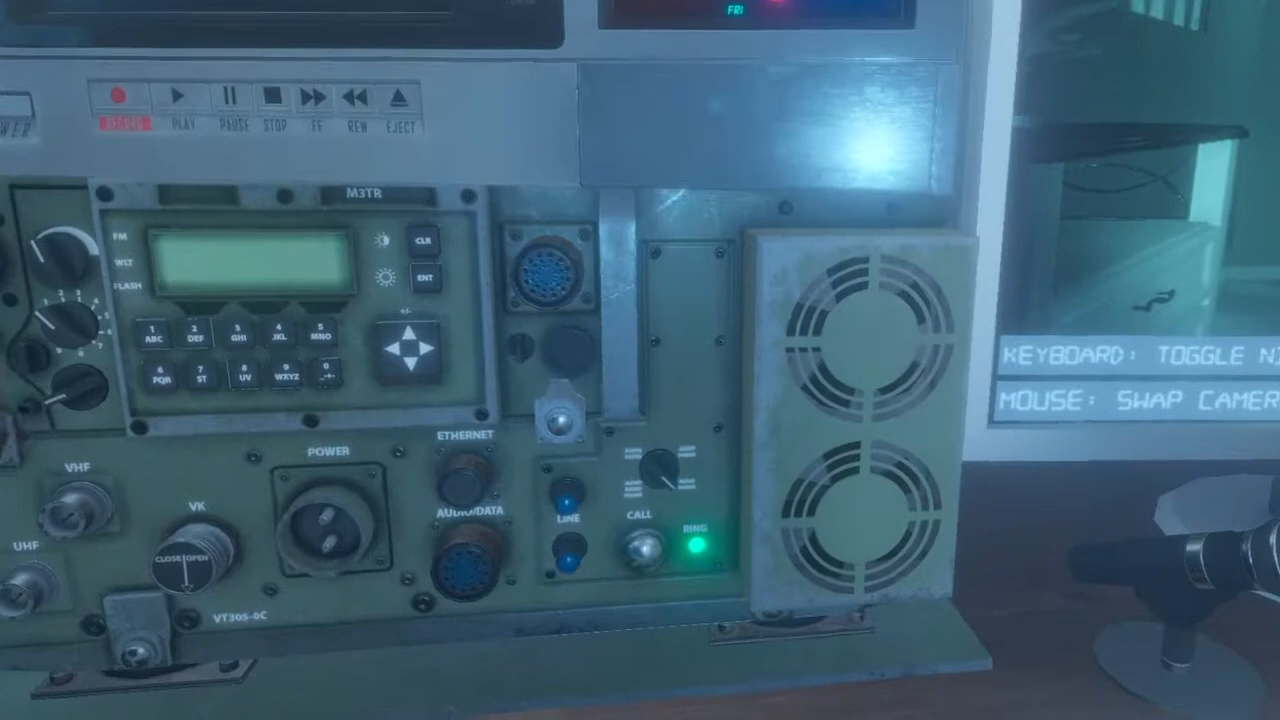 FRI
RECORD
PLAY
PAUSE
STOP
FF
REW
EJECT
M3TR
FM
WLT
FLASH
CLR
ENT
+/-
1 ABC
2 DEF
3 GHI
4 JKL
5 MNO
6 PQR
7 ST
8 UV
9 WXYZ
0
VHF
UHF
VK
CLOSE OPEN
POWER
ETHERNET
AUDIO/DATA
LINE
CALL
RING
VT305-0C
KEYBOARD: TOGGLE
MOUSE: SWAP CAMER